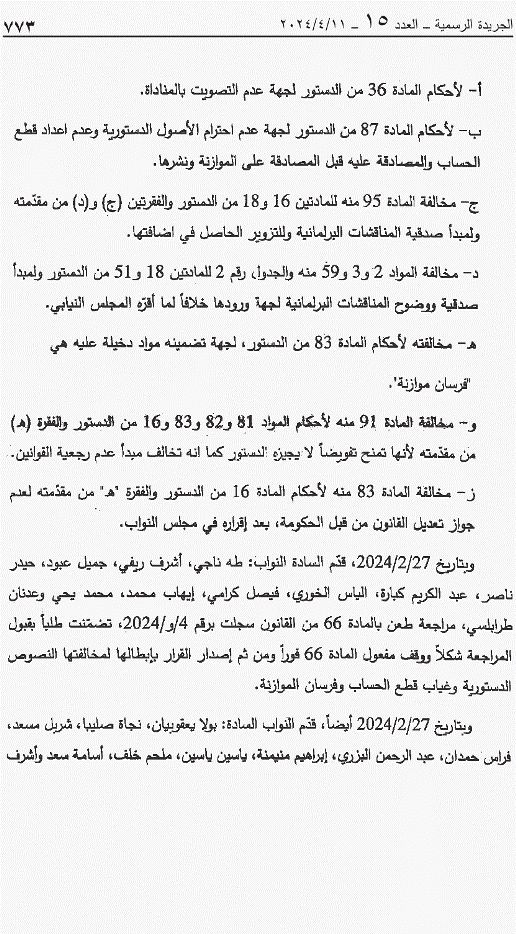 الجريدة الرسمية – العدد ١٥ – ٢٠٢٤/٤/١١ ٧٧٣
أ- لأحكام المادة 36 من الدستور لجهة عدم التصويت بالمناداة.
ب- لأحكام المادة 87 من الدستور لجهة عدم احترام الأصول الدستورية وعدم اعداد قطع
الحساب والمصادقة عليه قبل المصادقة على الموازنة ونشرها.
ج- مخالفة المادة 95 منه للمادتين 16 و18 من الدستور والفقرتين (ج) و(د) من مقدّمته
ولمبدأ صدقية المناقشات البرلمانية وللتزوير الحاصل في اضافتها.
د- مخالفة المواد 2 و3 و59 منه والجدول رقم 2 للمادتين 18 و51 من الدستور ولمبدأ
صدقية ووضوح المناقشات البرلمانية لجهة ورودها خلافاً لما أقرّه المجلس النيابي.
هـ- مخالفته لأحكام المادة 83 من الدستور، لجهة تضمينه مواد دخيلة عليه هي
"فرسان موازنة".
و- مخالفة المادة 91 منه لأحكام المواد 81 و82 و83 و16 من الدستور والفقرة (هـ)
من مقدّمته لأنها تمنح تفويضاً لا يجيزه الدستور كما انه تخالف مبدأ عدم رجعية القوانين.
ز- مخالفة المادة 83 منه لأحكام المادة 16 من الدستور والفقرة "هـ" من مقدّمته لعدم
جواز تعديل القانون من قبل الحكومة، بعد إقراره في مجلس النواب.
وبتاريخ 2024/2/27، قدّم السادة النواب: طه ناجي، أشرف ريفي، جميل عبود، حيدر
ناصر، عبد الكريم كبارة، الياس الخوري، فيصل كرامي، إيهاب محمد، محمد يحي وعدنان
طرابلسي، مراجعة طعن بالمادة 66 من القانون سجلت برقم 4/و/2024، تضمّنت طلباً بقبول
المراجعة شكلاً ووقف مفعول المادة 66 فوراً ومن ثم إصدار القرار بإبطالها لمخالفتها النصوص
الدستورية وغياب قطع الحساب وفرسان الموازنة.
وبتاريخ 2024/2/27 أيضاً، قدّم النواب السادة: بولا يعقوبيان، نجاة صليبا، شربل مسعد،
فراس حمدان، عبد الرحمن البزري، إبراهيم منيمنة، ياسين ياسين، ملحم خلف، أسامة سعد وأشرف